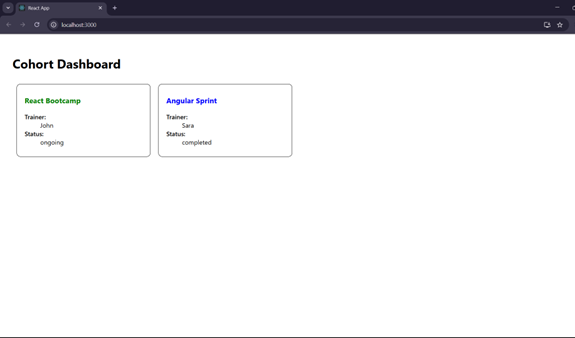 React App
localhost:3000
Cohort Dashboard
React Bootcamp
Trainer:
John
Status:
ongoing
Angular Sprint
Trainer:
Sara
Status:
completed